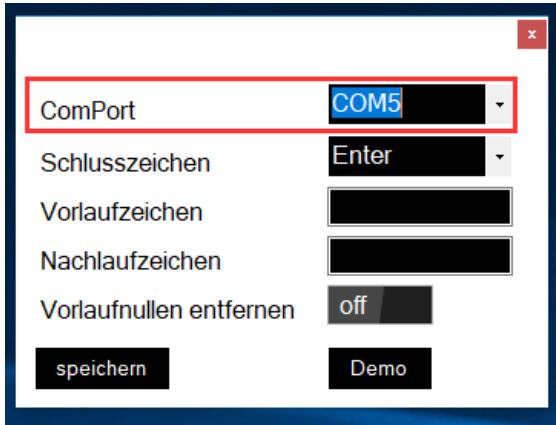 x
ComPort COM5
Schlusszeichen Enter
Vorlaufzeichen
Nachlaufzeichen
Vorlaufnullen entfernen off
speichern Demo